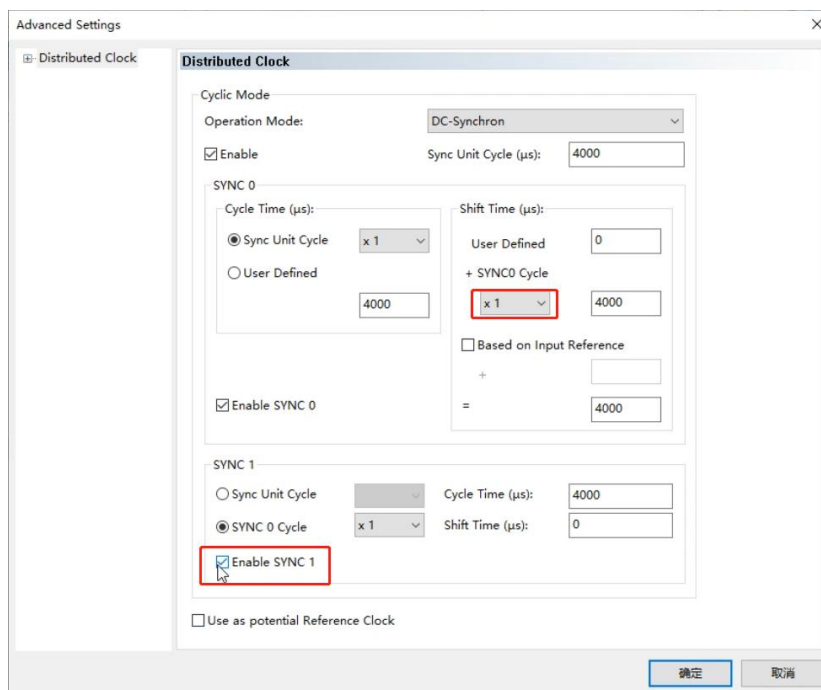 Advanced Settings
Distributed Clock
Distributed Clock
Cyclic Mode
Operation Mode: DC-Synchron
Enable Sync Unit Cycle (µs): 4000
SYNC 0
Cycle Time (µs): Shift Time (µs):
Sync Unit Cycle x 1 User Defined 0
User Defined + SYNC0 Cycle
4000 x 1 4000
Based on Input Reference
+
Enable SYNC 0 = 4000
SYNC 1
Sync Unit Cycle Cycle Time (µs): 4000
SYNC 0 Cycle x 1 Shift Time (µs): 0
Enable SYNC 1
Use as potential Reference Clock
确定 取消